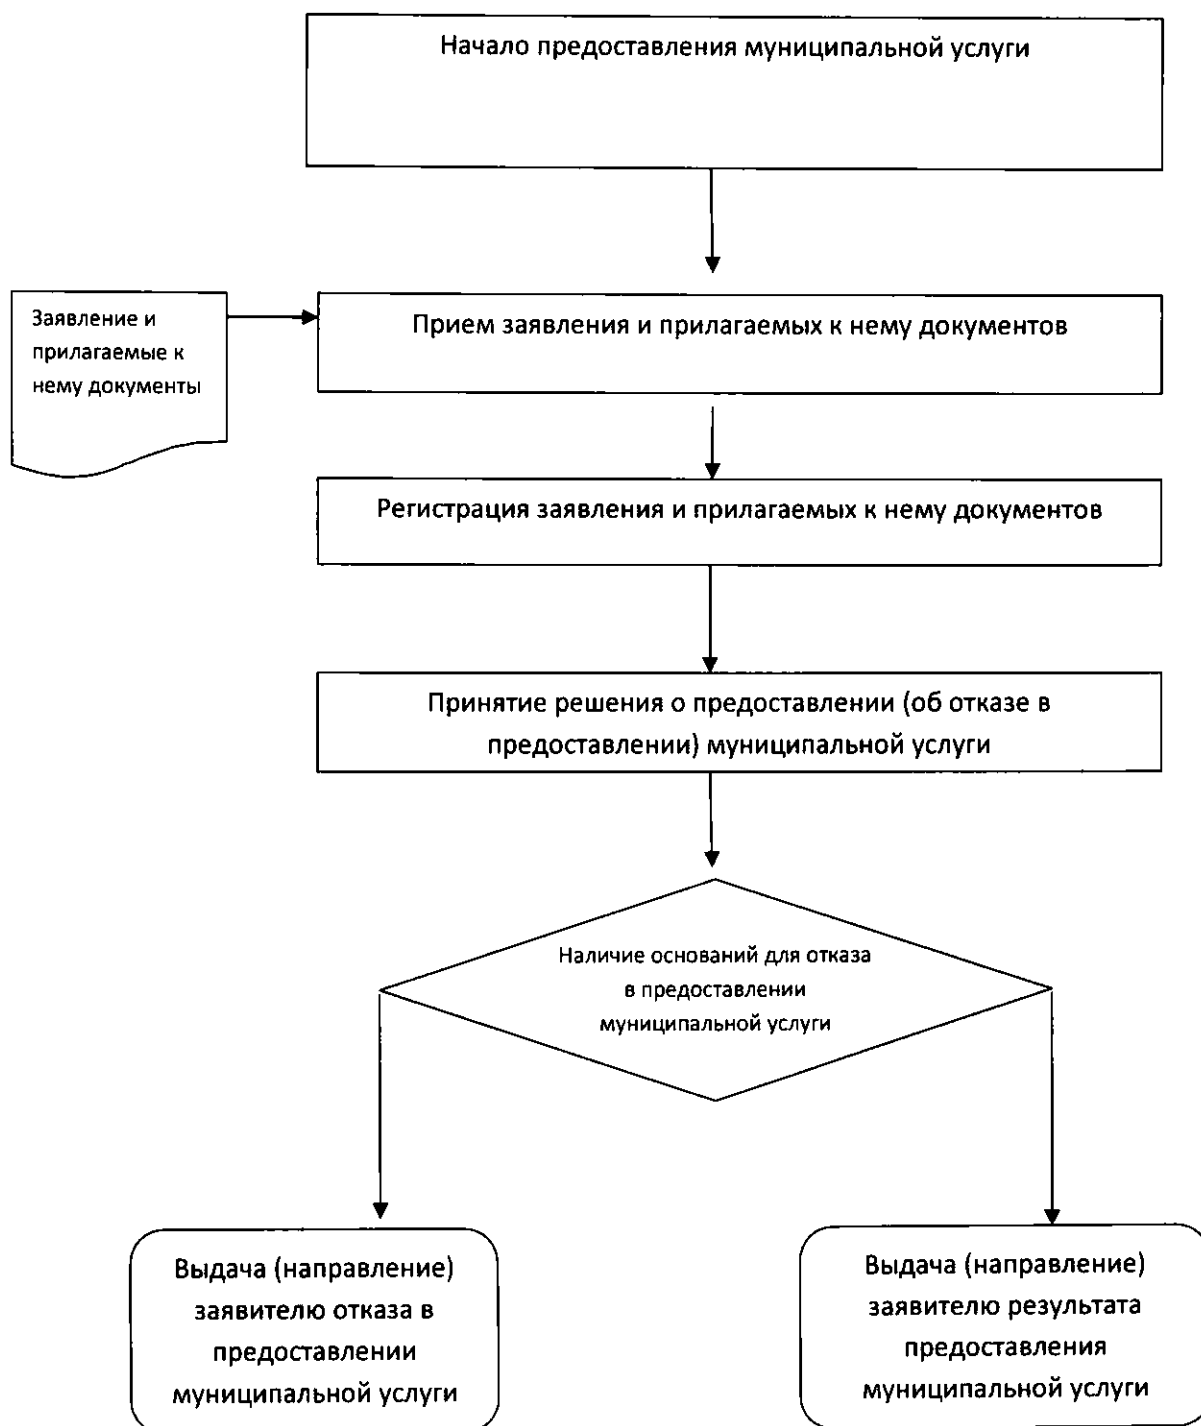 Начало предоставления муниципальной услуги
Заявление и
прилагаемые к
нему документы
Прием заявления и прилагаемых к нему документов
Регистрация заявления и прилагаемых к нему документов
Принятие решения о предоставлении (об отказе в
предоставлении) муниципальной услуги
Наличие оснований для отказа
в предоставлении
муниципальной услуги
Выдача (направление)
заявителю отказа в
предоставлении
муниципальной услуги
Выдача (направление)
заявителю результата
предоставления
муниципальной услуги